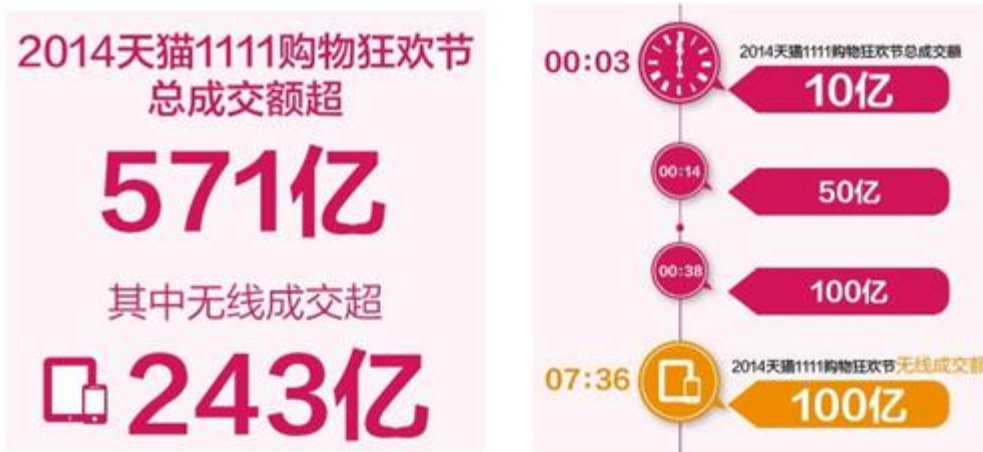 2014天猫1111购物狂欢节
总成交额超
571亿
其中无线成交超
243亿
00:03
2014天猫1111购物狂欢节总成交额
10亿
00:14
50亿
00:38
100亿
07:36
2014天猫1111购物狂欢节无线成交额
100亿